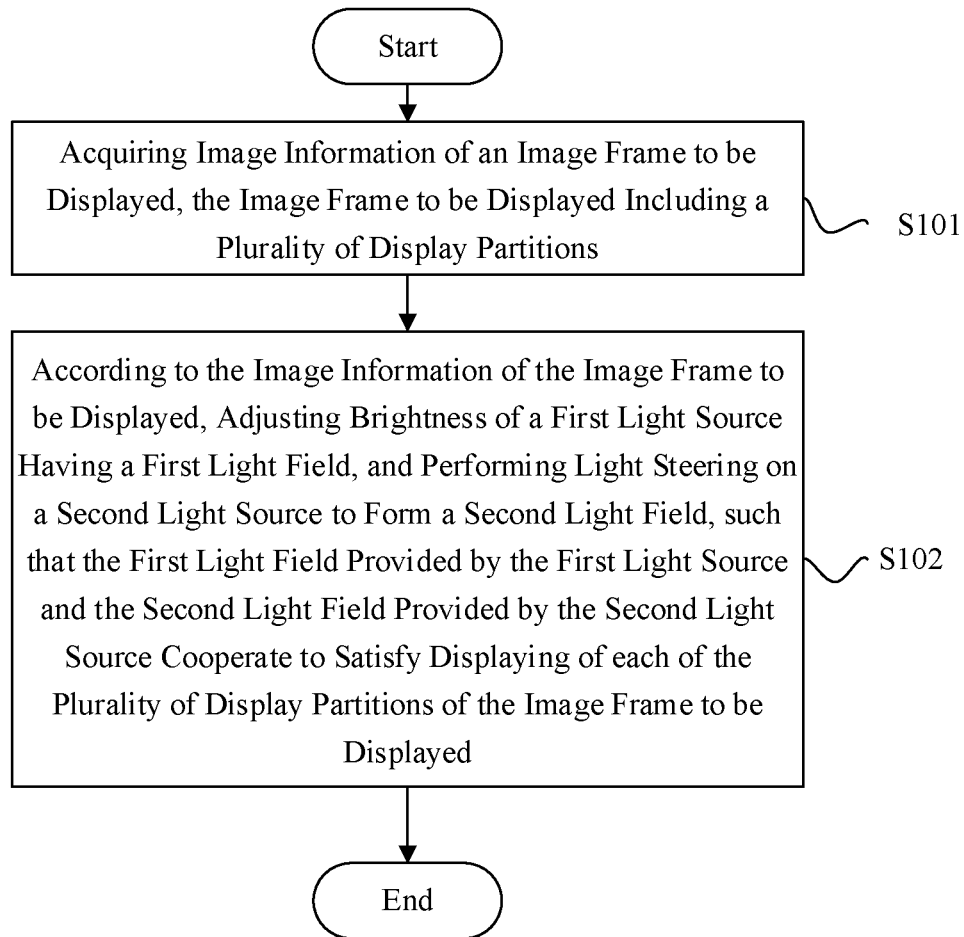 Start
Acquiring Image Information of an Image Frame to be
Displayed, the Image Frame to be Displayed Including a
Plurality of Display Partitions
S101
According to the Image Information of the Image Frame to
be Displayed, Adjusting Brightness of a First Light Source
Having a First Light Field, and Performing Light Steering on
a Second Light Source to Form a Second Light Field, such
that the First Light Field Provided by the First Light Source
and the Second Light Field Provided by the Second Light
Source Cooperate to Satisfy Displaying of each of the
Plurality of Display Partitions of the Image Frame to be
Displayed
S102
End